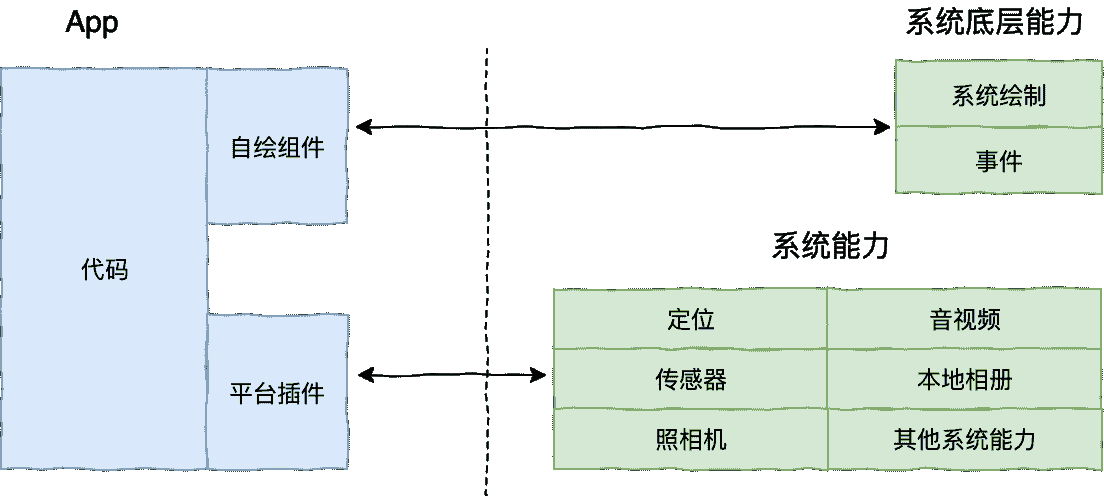 App
系统底层能力
代码
自绘组件
平台插件
系统绘制
事件
系统能力
定位
音视频
传感器
本地相册
照相机
其他系统能力